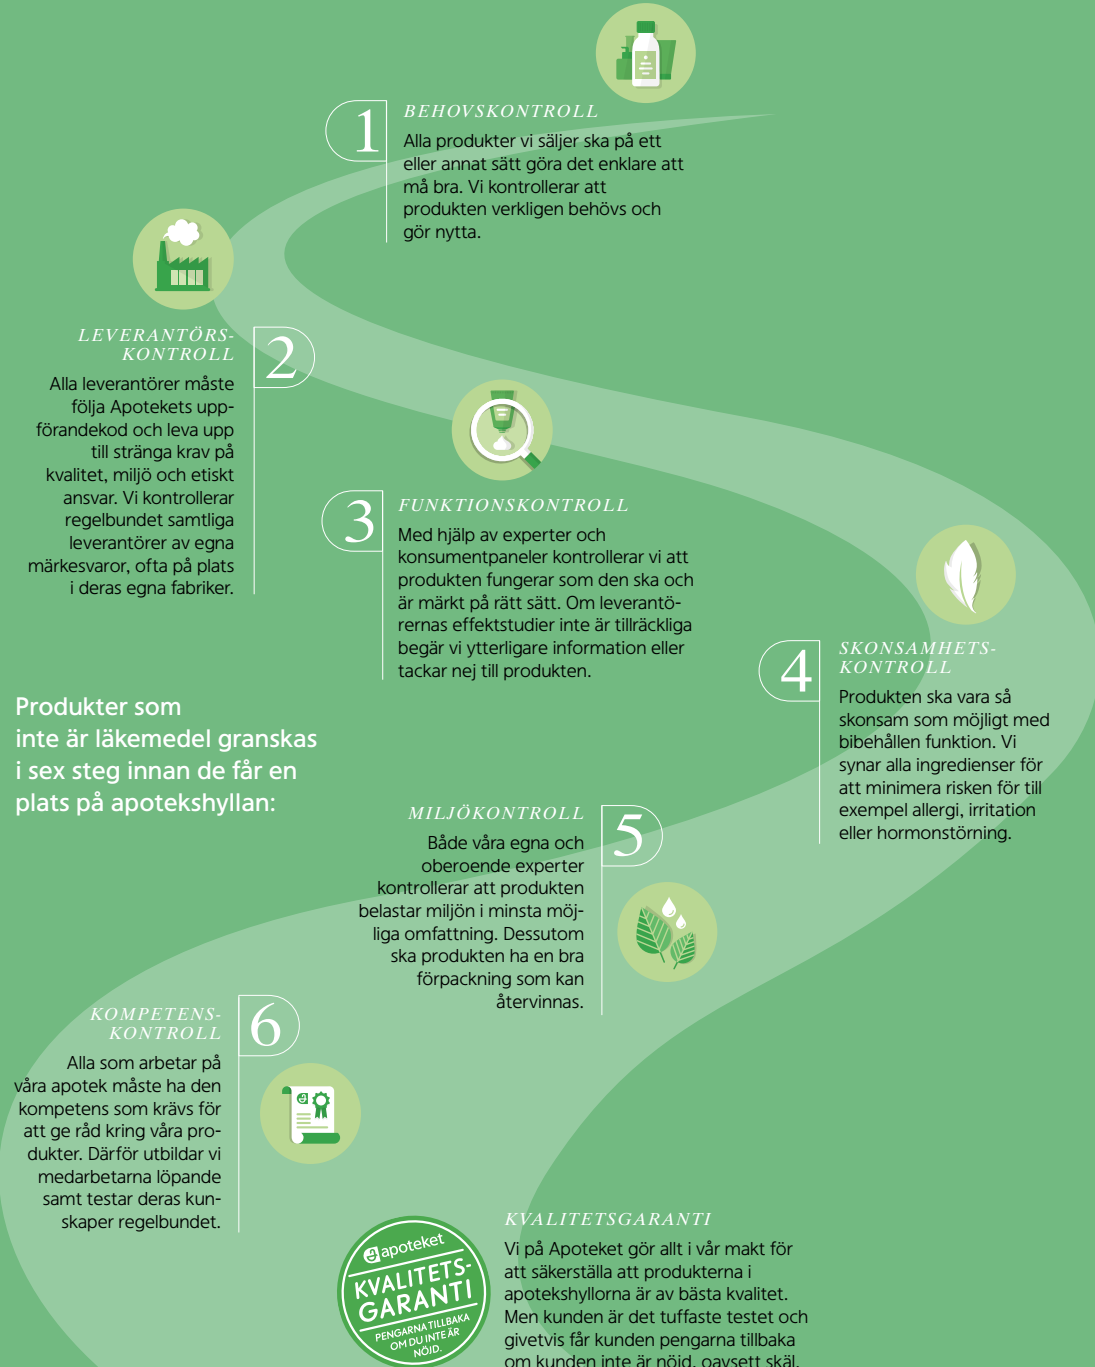 1
BEHOVSKONTROLL
Alla produkter vi säljer ska på ett
eller annat sätt göra det enklare att
må bra. Vi kontrollerar att
produkten verkligen behövs och
gör nytta.
2
LEVERANTÖRS-
KONTROLL
Alla leverantörer måste
följa Apotekets upp-
förandekod och leva upp
till stränga krav på
kvalitet, miljö och etiskt
ansvar. Vi kontrollerar
regelbundet samtliga
leverantörer av egna
märkesvaror, ofta på plats
i deras egna fabriker.
3
FUNKTIONSKONTROLL
Med hjälp av experter och
konsumentpaneler kontrollerar vi att
produkten fungerar som den ska och
är märkt på rätt sätt. Om leverantö-
rernas effektstudier inte är tillräckliga
begär vi ytterligare information eller
tackar nej till produkten.
4
SKONSAMHETS-
KONTROLL
Produkten ska vara så
skonsam som möjligt med
bibehållen funktion. Vi
synar alla ingredienser för
att minimera risken för till
exempel allergi, irritation
eller hormonstörning.
Produkter som
inte är läkemedel granskas
i sex steg innan de får en
plats på apotekshyllan:
5
MILJÖKONTROLL
Både våra egna och
oberoende experter
kontrollerar att produkten
belastar miljön i minsta möj-
liga omfattning. Dessutom
ska produkten ha en bra
förpackning som kan
återvinnas.
6
KOMPETENS-
KONTROLL
Alla som arbetar på
våra apotek måste ha den
kompetens som krävs för
att ge råd kring våra pro-
dukter. Därför utbildar vi
medarbetarna löpande
samt testar deras kun-
skaper regelbundet.
apoteket
KVALITETS-
GARANTI
PENGARNA TILLBAKA
OM DU INTE ÄR
NÖJD.
KVALITETSGARANTI
Vi på Apoteket gör allt i vår makt för
att säkerställa att produkterna i
apotekshyllorna är av bästa kvalitet.
Men kunden är det tuffaste testet och
givetvis får kunden pengarna tillbaka
om kunden inte är nöjd, oavsett skäl.